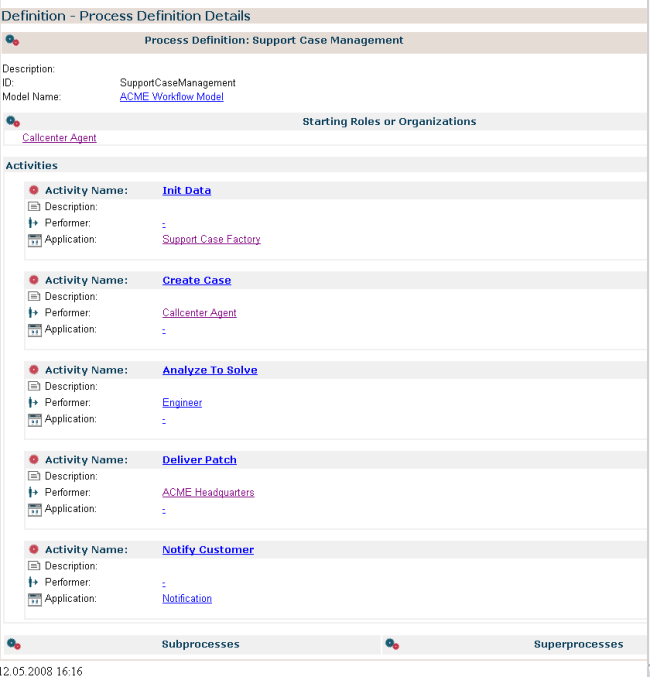 Definition - Process Definition Details
Process Definition: Support Case Management
Description:
ID: SupportCaseManagement
Model Name: ACME Workflow Model
Starting Roles or Organizations
Callcenter Agent
Activities
Activity Name: Init Data
Description:
Performer: -
Application: Support Case Factory
Activity Name: Create Case
Description:
Performer: Callcenter Agent
Application: -
Activity Name: Analyze To Solve
Description:
Performer: Engineer
Application: -
Activity Name: Deliver Patch
Description:
Performer: ACME Headquarters
Application: -
Activity Name: Notify Customer
Description:
Performer: -
Application: Notification
Subprocesses Superprocesses
12.05.2008 16:16